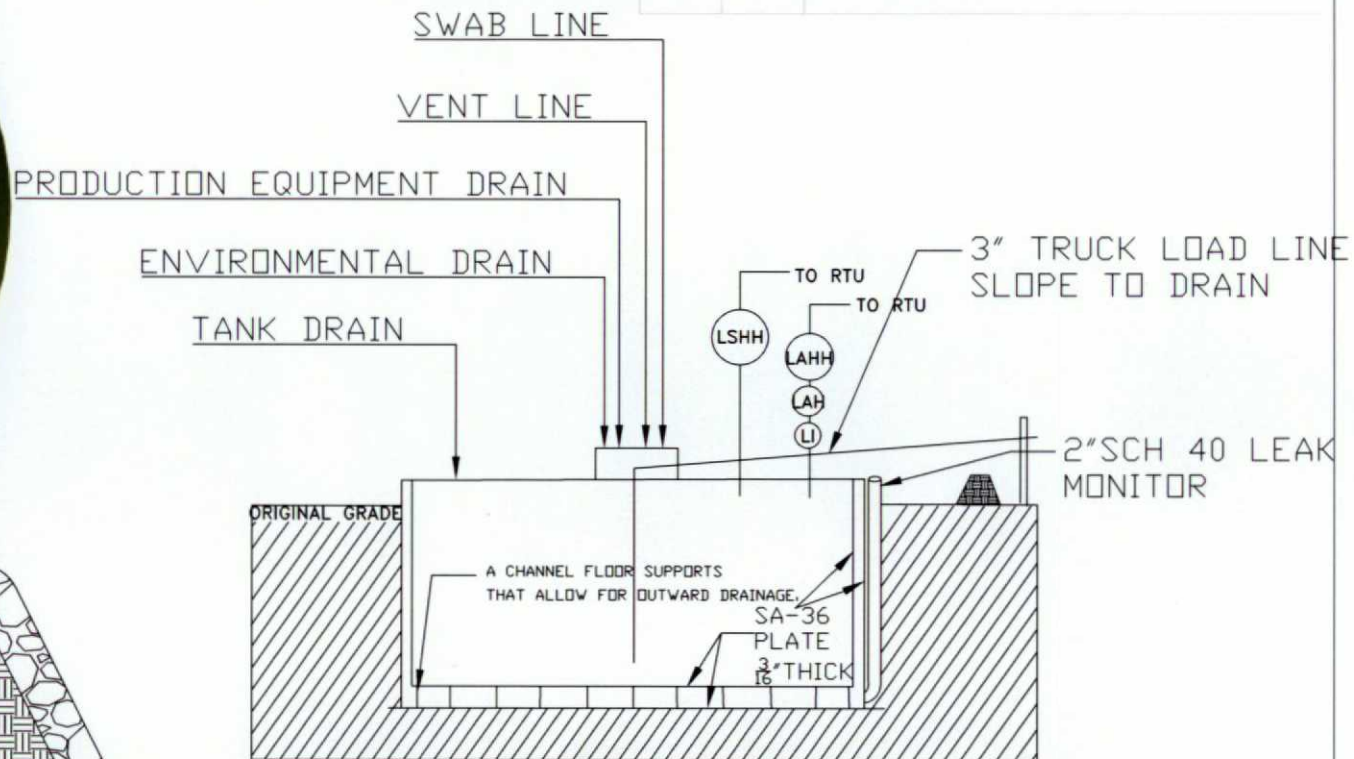 SWAB LINE
VENT LINE
PRODUCTION EQUIPMENT DRAIN
ENVIRONMENTAL DRAIN
TANK DRAIN
TO RTU
TO RTU
3" TRUCK LOAD LINE
SLOPE TO DRAIN
LSHH
LAHH
LAH
LI
2"SCH 40 LEAK
MONITOR
ORIGINAL GRADE
A CHANNEL FLOOR SUPPORTS
THAT ALLOW FOR OUTWARD DRAINAGE.
SA-36
PLATE
3/16"THICK